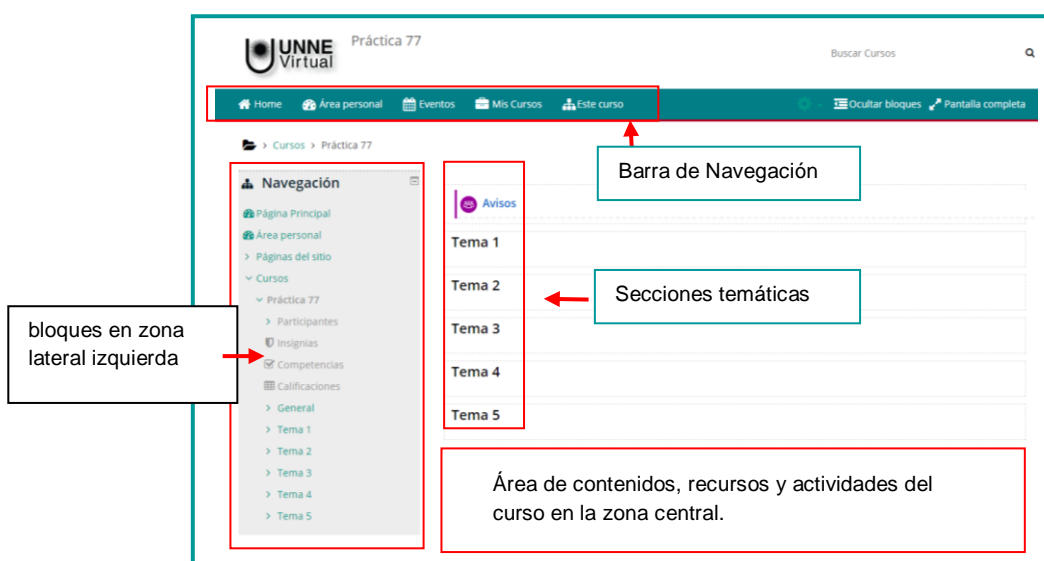 UNNE
Virtual
Práctica 77
Buscar Cursos
Home Área personal Eventos Mis Cursos Este curso Ocultar bloques Pantalla completa
> Cursos > Práctica 77
Barra de Navegación
Navegación
Página Principal
Área personal
> Páginas del sitio
Cursos
Práctica 77
> Participantes
Insignias
Competencias
Calificaciones
> General
> Tema 1
> Tema 2
> Tema 3
> Tema 4
> Tema 5
bloques en zona
lateral izquierda
Avisos
Tema 1
Tema 2
Tema 3
Tema 4
Tema 5
Secciones temáticas
Área de contenidos, recursos y actividades del
curso en la zona central.